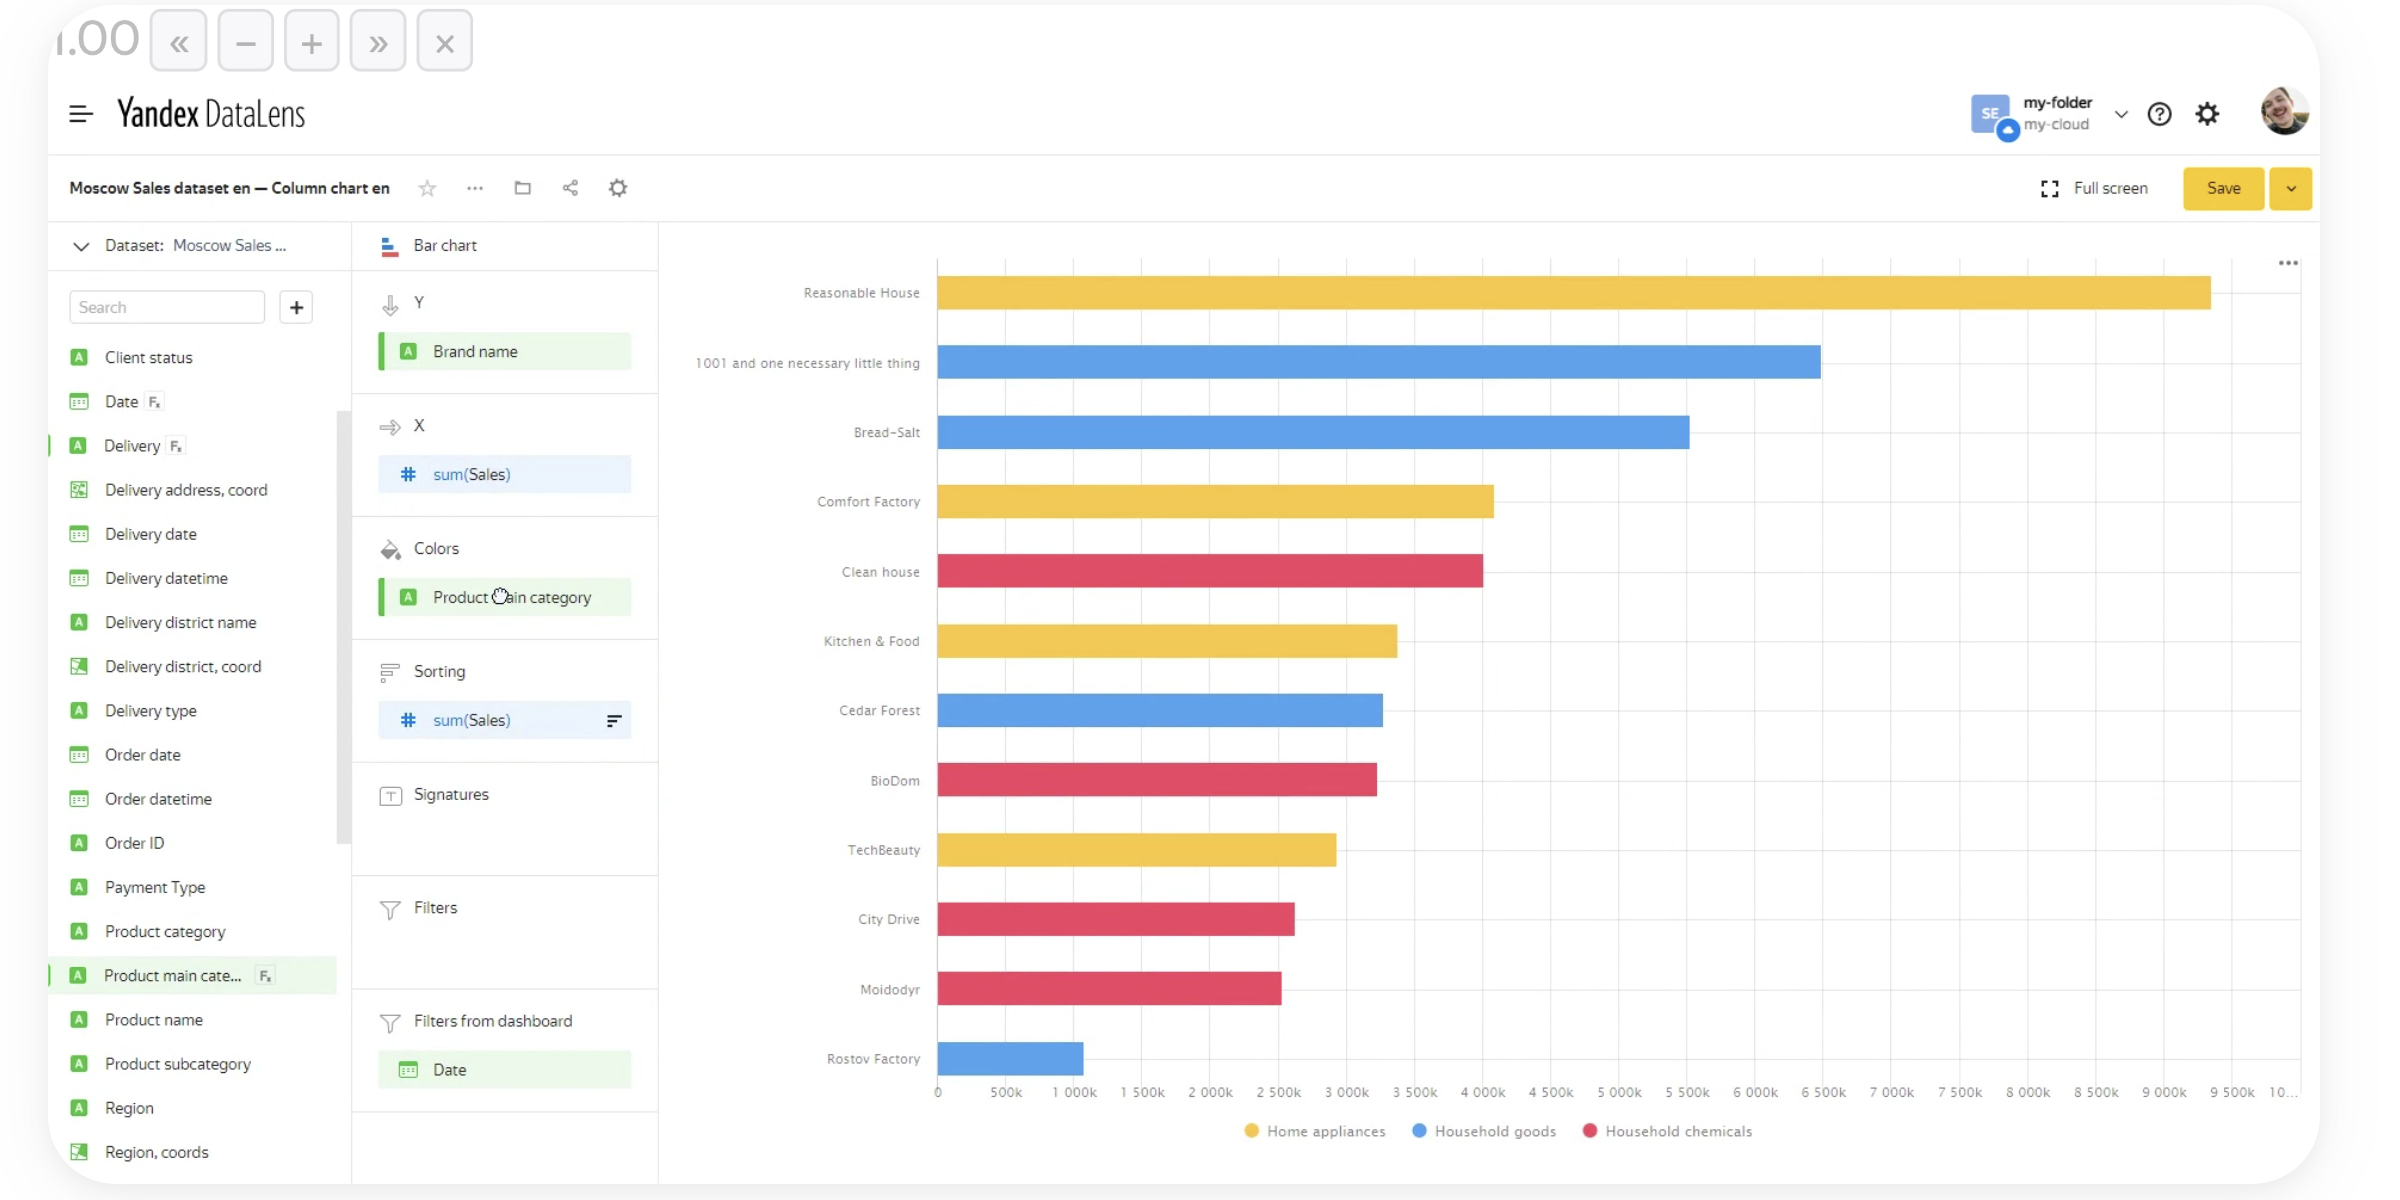 1.00 « − + » ×
Yandex DataLens
SE
my-folder
my-cloud
Moscow Sales dataset en — Column chart en
Full screen
Save
Dataset: Moscow Sales ...
Search
+
Client status
Date Fx
Delivery Fx
Delivery address, coord
Delivery date
Delivery datetime
Delivery district name
Delivery district, coord
Delivery type
Order date
Order datetime
Order ID
Payment Type
Product category
Product main cate... Fx
Product name
Product subcategory
Region
Region, coords
Bar chart
Y
Brand name
X
# sum(Sales)
Colors
Product main category
Sorting
# sum(Sales)
Signatures
Filters
Filters from dashboard
Date
Reasonable House
1001 and one necessary little thing
Bread-Salt
Comfort Factory
Clean house
Kitchen & Food
Cedar Forest
BioDom
TechBeauty
City Drive
Moidodyr
Rostov Factory
0 500k 1 000k 1 500k 2 000k 2 500k 3 000k 3 500k 4 000k 4 500k 5 000k 5 500k 6 000k 6 500k 7 000k 7 500k 8 000k 8 500k 9 000k 9 500k 10...
Home appliances Household goods Household chemicals